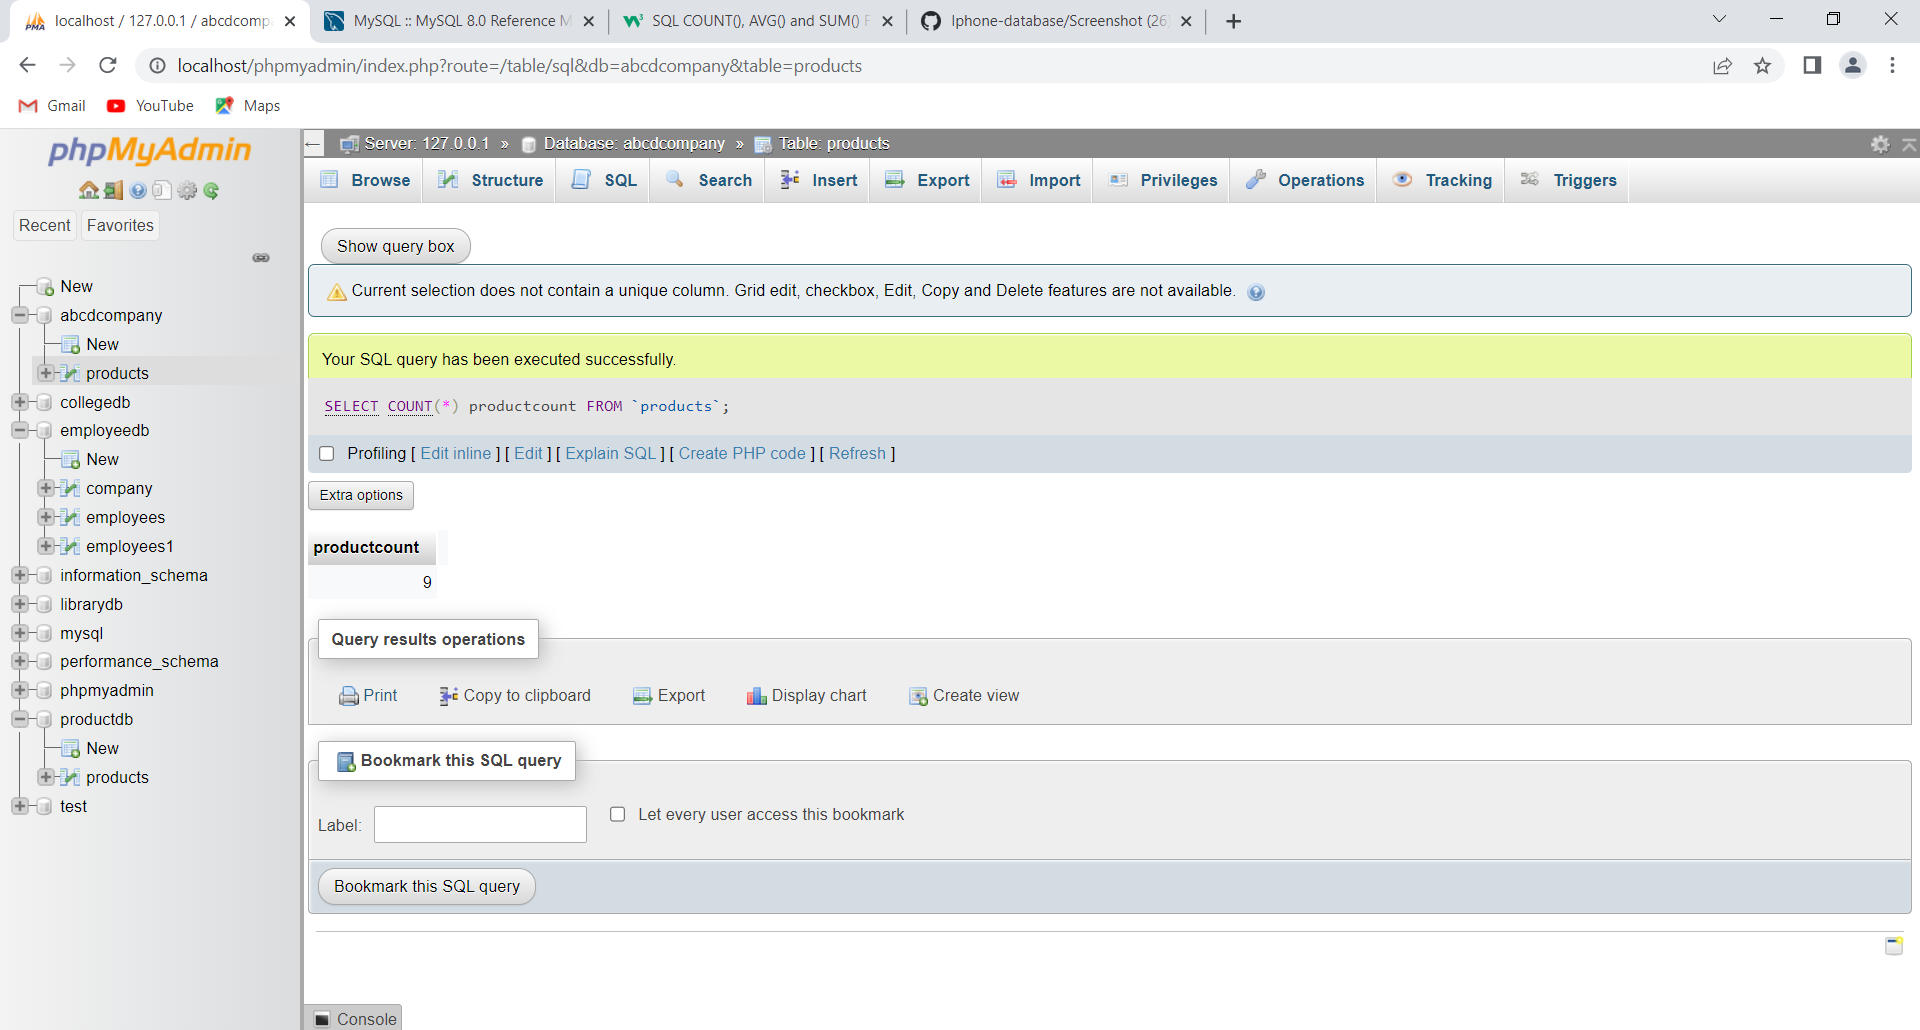 localhost / 127.0.0.1 / abcdcomp
MySQL :: MySQL 8.0 Reference M
SQL COUNT(), AVG() and SUM() F
Iphone-database/Screenshot (26
localhost/phpmyadmin/index.php?route=/table/sql&db=abcdcompany&table=products
Gmail YouTube Maps
phpMyAdmin
Recent Favorites
New
abcdcompany
New
products
collegedb
employeedb
New
company
employees
employees1
information_schema
librarydb
mysql
performance_schema
phpmyadmin
productdb
New
products
test
Server: 127.0.0.1 » Database: abcdcompany » Table: products
Browse Structure SQL Search Insert Export Import Privileges Operations Tracking Triggers
Show query box
Current selection does not contain a unique column. Grid edit, checkbox, Edit, Copy and Delete features are not available.
Your SQL query has been executed successfully.
SELECT COUNT(*) productcount FROM `products`;
Profiling [ Edit inline ] [ Edit ] [ Explain SQL ] [ Create PHP code ] [ Refresh ]
Extra options
productcount
9
Query results operations
Print Copy to clipboard Export Display chart Create view
Bookmark this SQL query
Label: Let every user access this bookmark
Bookmark this SQL query
Console